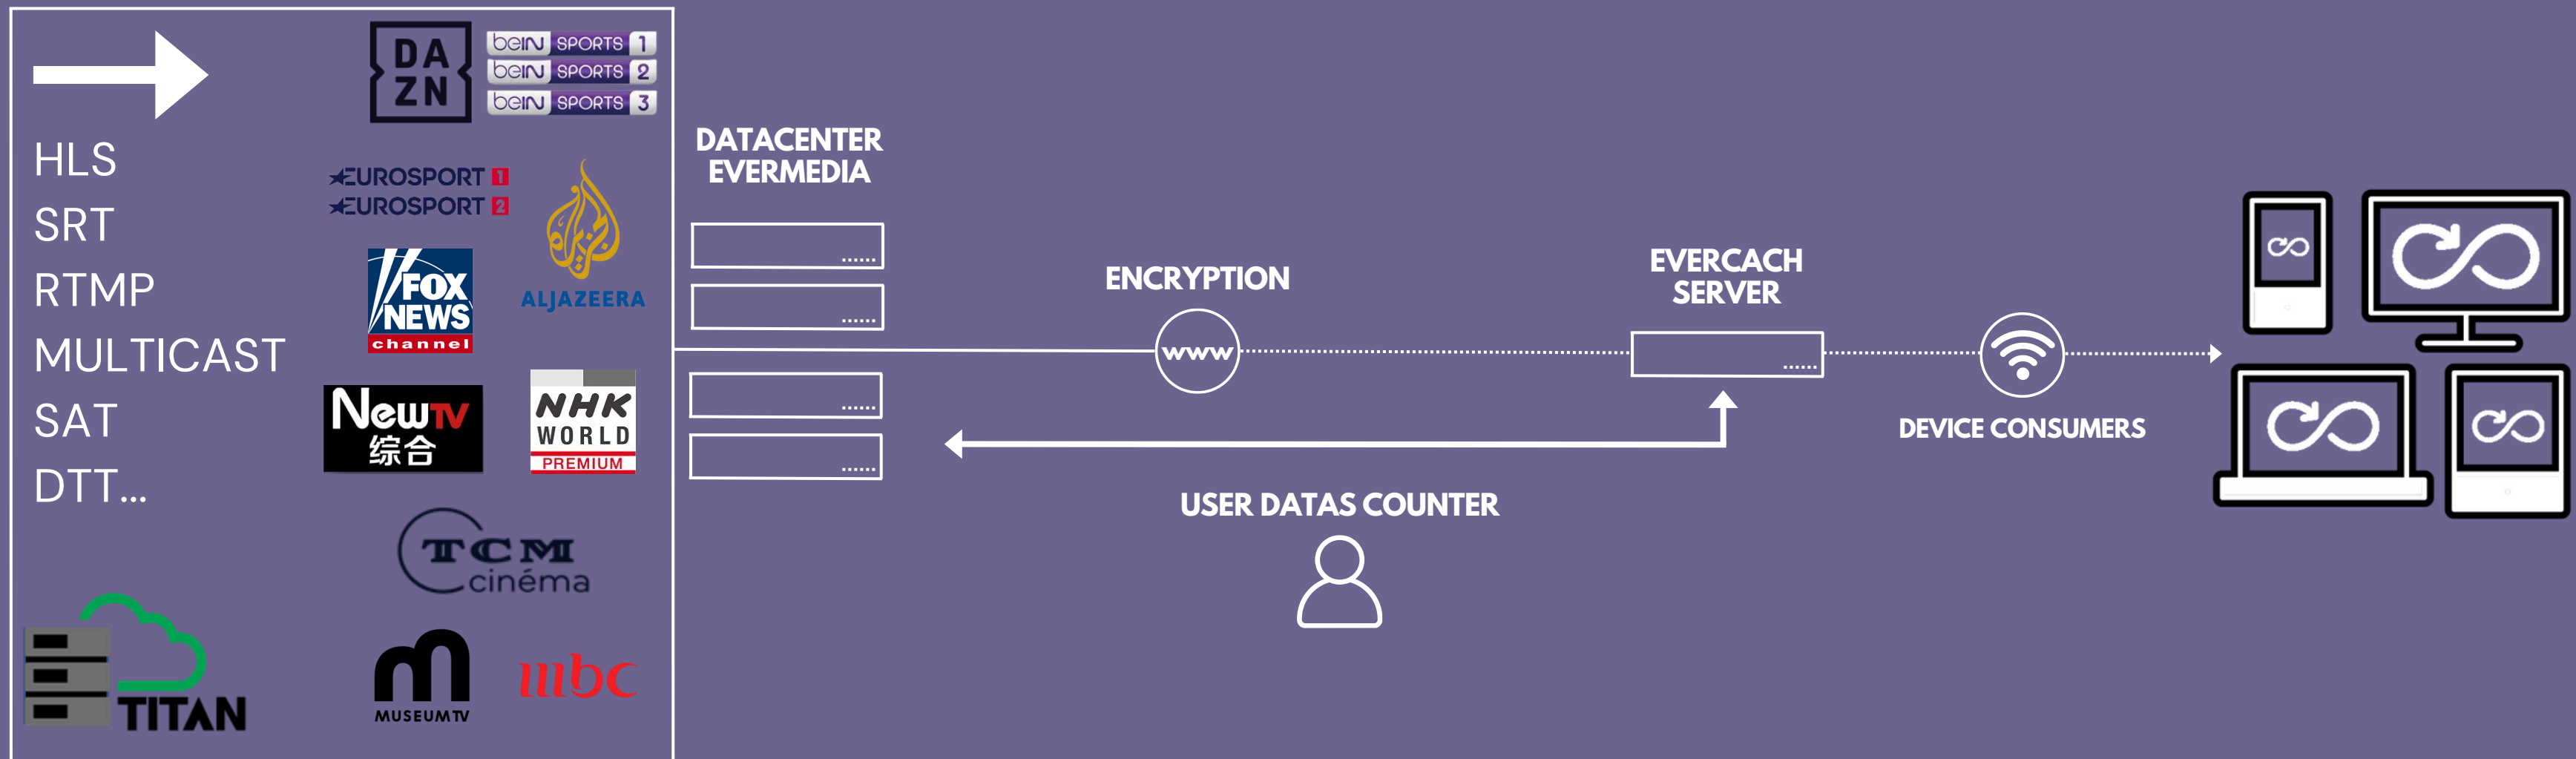 HLS
SRT
RTMP
MULTICAST
SAT
DTT...
TITAN
DA
ZN
beIN SPORTS 1
beIN SPORTS 2
beIN SPORTS 3
EUROSPORT 1
EUROSPORT 2
ALJAZEERA
FOX
NEWS
channel
NewTV
综合
NHK
WORLD
PREMIUM
TCM
cinéma
m
MUSEUMTV
mbc
DATACENTER
EVERMEDIA
ENCRYPTION
www
EVERCACH
SERVER
DEVICE CONSUMERS
USER DATAS COUNTER